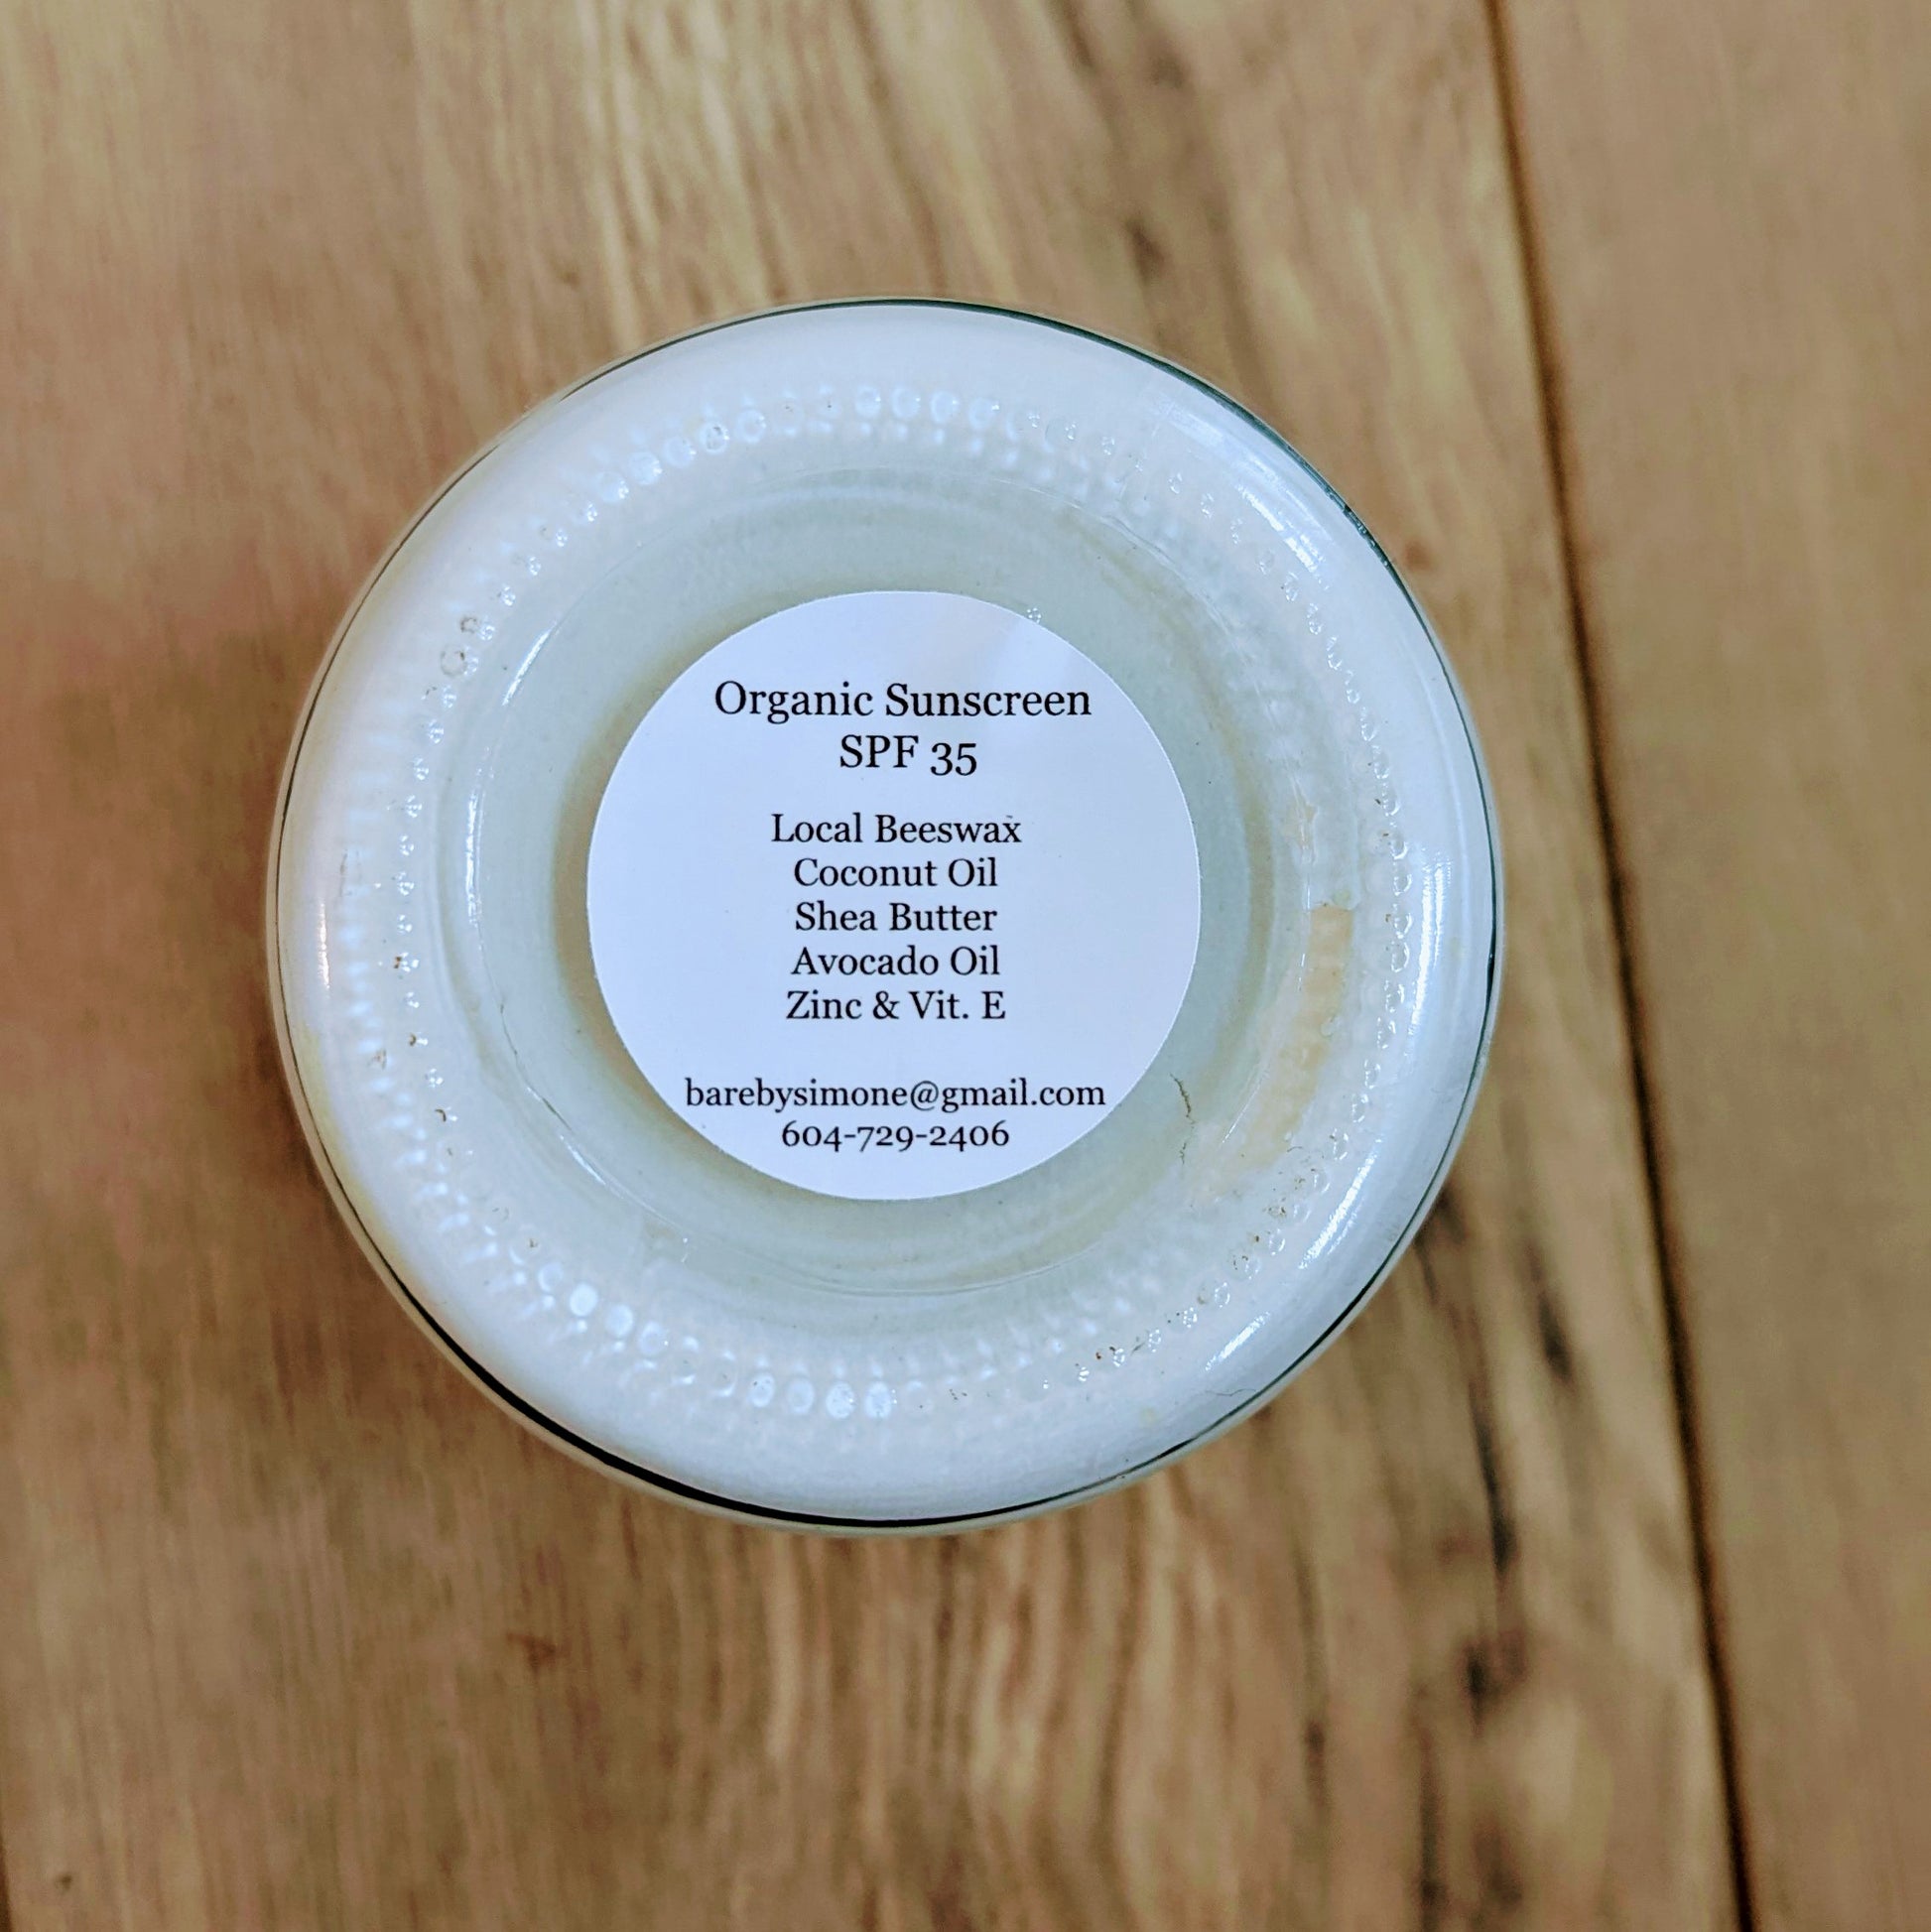 Organic Sunscreen
SPF 35
Local Beeswax
Coconut Oil
Shea Butter
Avocado Oil
Zinc & Vit. E
barebysimone@gmail.com
604-729-2406